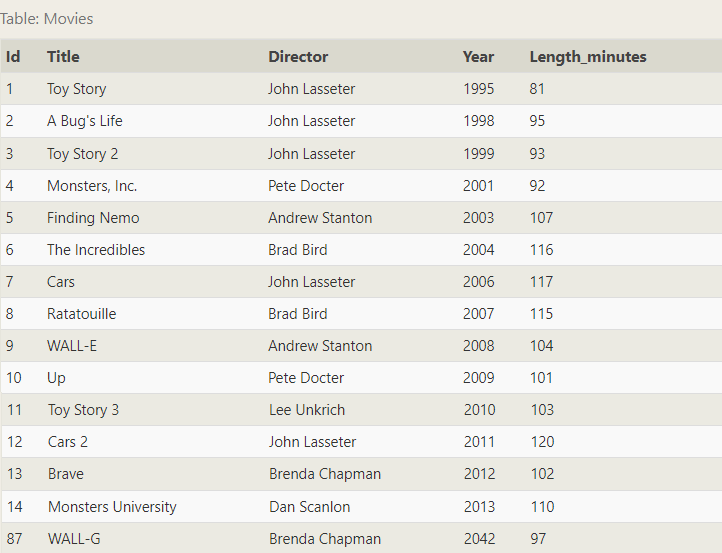 Table: Movies
Id Title Director Year Length_minutes
1 Toy Story John Lasseter 1995 81
2 A Bug's Life John Lasseter 1998 95
3 Toy Story 2 John Lasseter 1999 93
4 Monsters, Inc. Pete Docter 2001 92
5 Finding Nemo Andrew Stanton 2003 107
6 The Incredibles Brad Bird 2004 116
7 Cars John Lasseter 2006 117
8 Ratatouille Brad Bird 2007 115
9 WALL-E Andrew Stanton 2008 104
10 Up Pete Docter 2009 101
11 Toy Story 3 Lee Unkrich 2010 103
12 Cars 2 John Lasseter 2011 120
13 Brave Brenda Chapman 2012 102
14 Monsters University Dan Scanlon 2013 110
87 WALL-G Brenda Chapman 2042 97